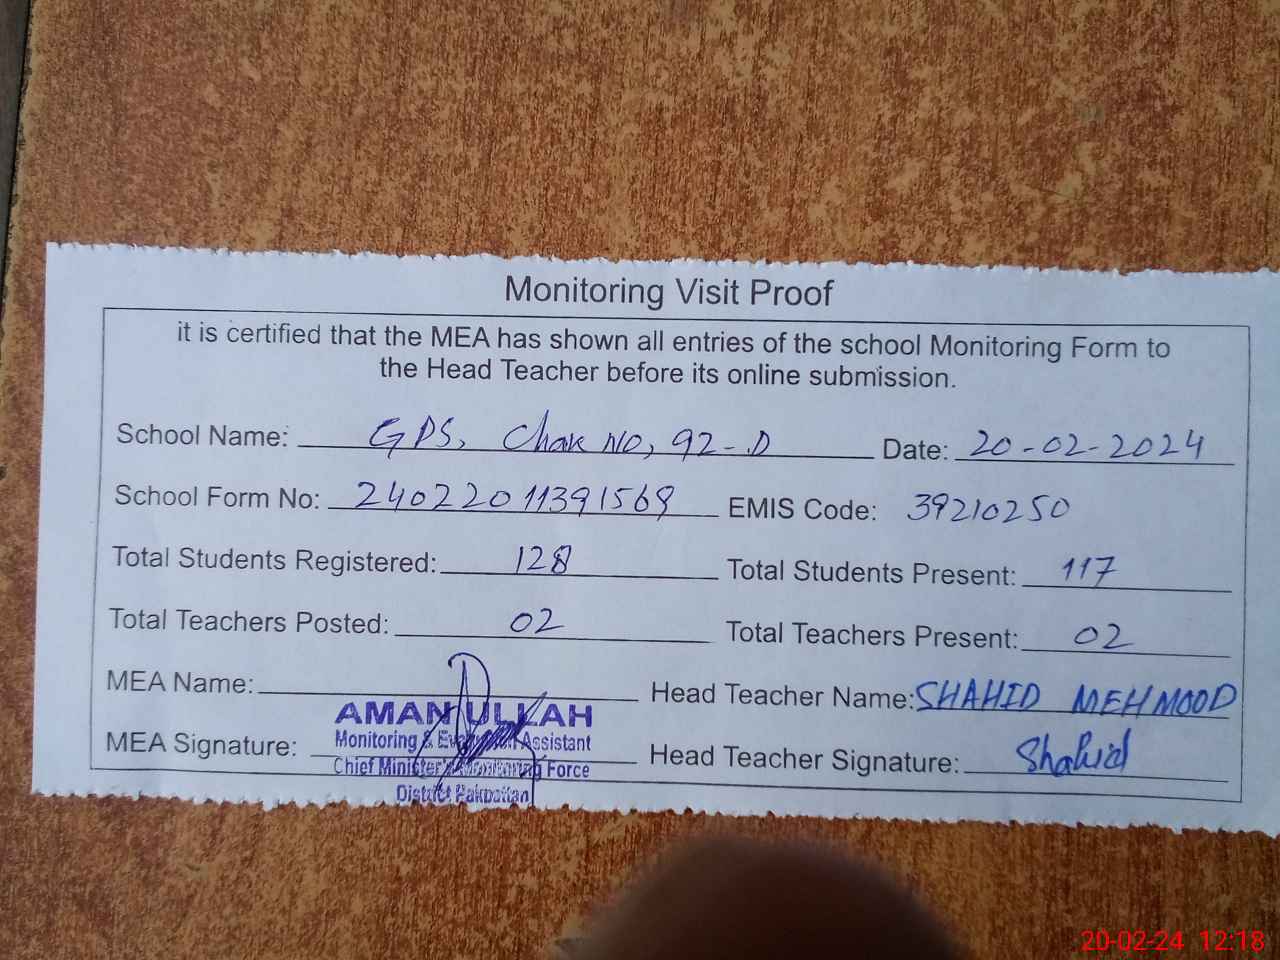 Monitoring Visit Proof
it is certified that the MEA has shown all entries of the school Monitoring Form to
the Head Teacher before its online submission.
School Name: GPS, Chak No, 92-D Date: 20-02-2024
School Form No: 24022011391569 EMIS Code: 39210250
Total Students Registered: 128 Total Students Present: 117
Total Teachers Posted: 02 Total Teachers Present: 02
MEA Name: Head Teacher Name: SHAHID MEHMOOD
AMAN ULLAH
Monitoring & Evaluation Assistant
MEA Signature: Head Teacher Signature: Shahid
Chief Minister's Monitoring Force
District Pakpattan
20-02-24 12:18